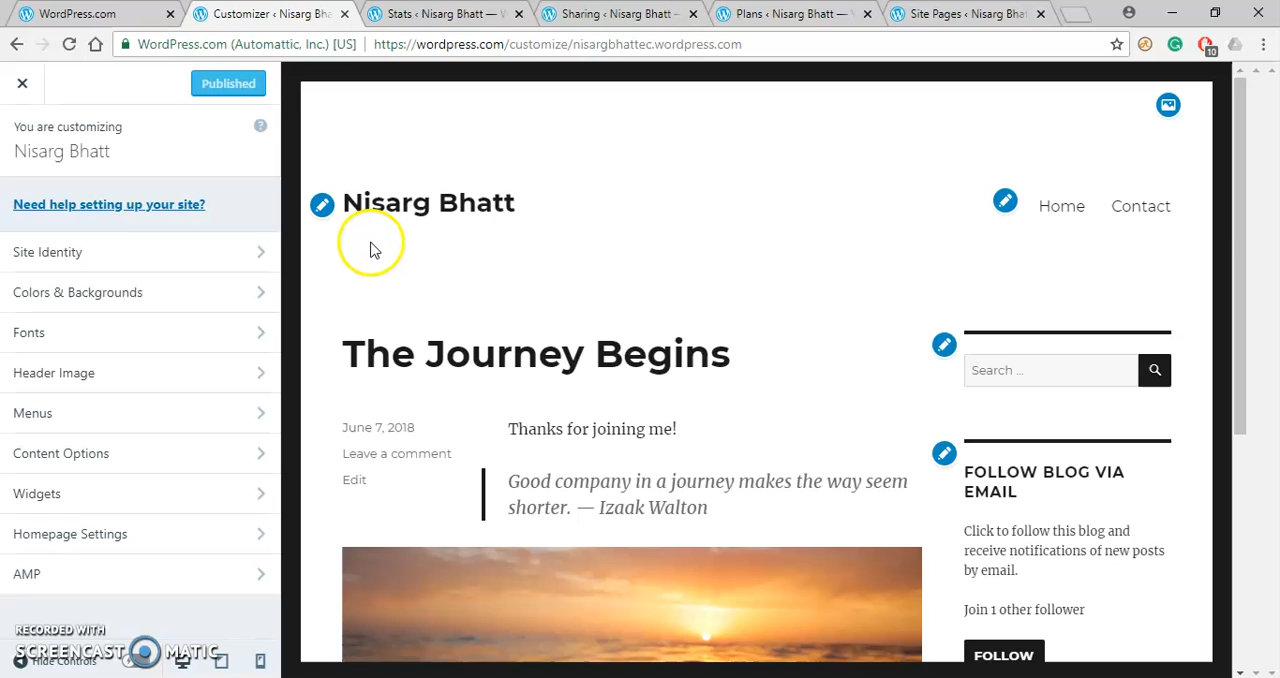 WordPress.com
Customizer ‹ Nisarg Bha
Stats ‹ Nisarg Bhatt — W
Sharing ‹ Nisarg Bhatt –
Plans ‹ Nisarg Bhatt —
Site Pages ‹ Nisarg Bhat
WordPress.com (Automattic, Inc.) [US]
https://wordpress.com/customize/nisargbhattec.wordpress.com
10
Published
You are customizing
Nisarg Bhatt
Need help setting up your site?
Site Identity
Colors & Backgrounds
Fonts
Header Image
Menus
Content Options
Widgets
Homepage Settings
AMP
RECORDED WITH
SCREENCAST MATIC
Hide Controls
Nisarg Bhatt
Home
Contact
The Journey Begins
June 7, 2018
Leave a comment
Edit
Thanks for joining me!
Good company in a journey makes the way seem
shorter. — Izaak Walton
Search ...
FOLLOW BLOG VIA
EMAIL
Click to follow this blog and
receive notifications of new posts
by email.
Join 1 other follower
FOLLOW